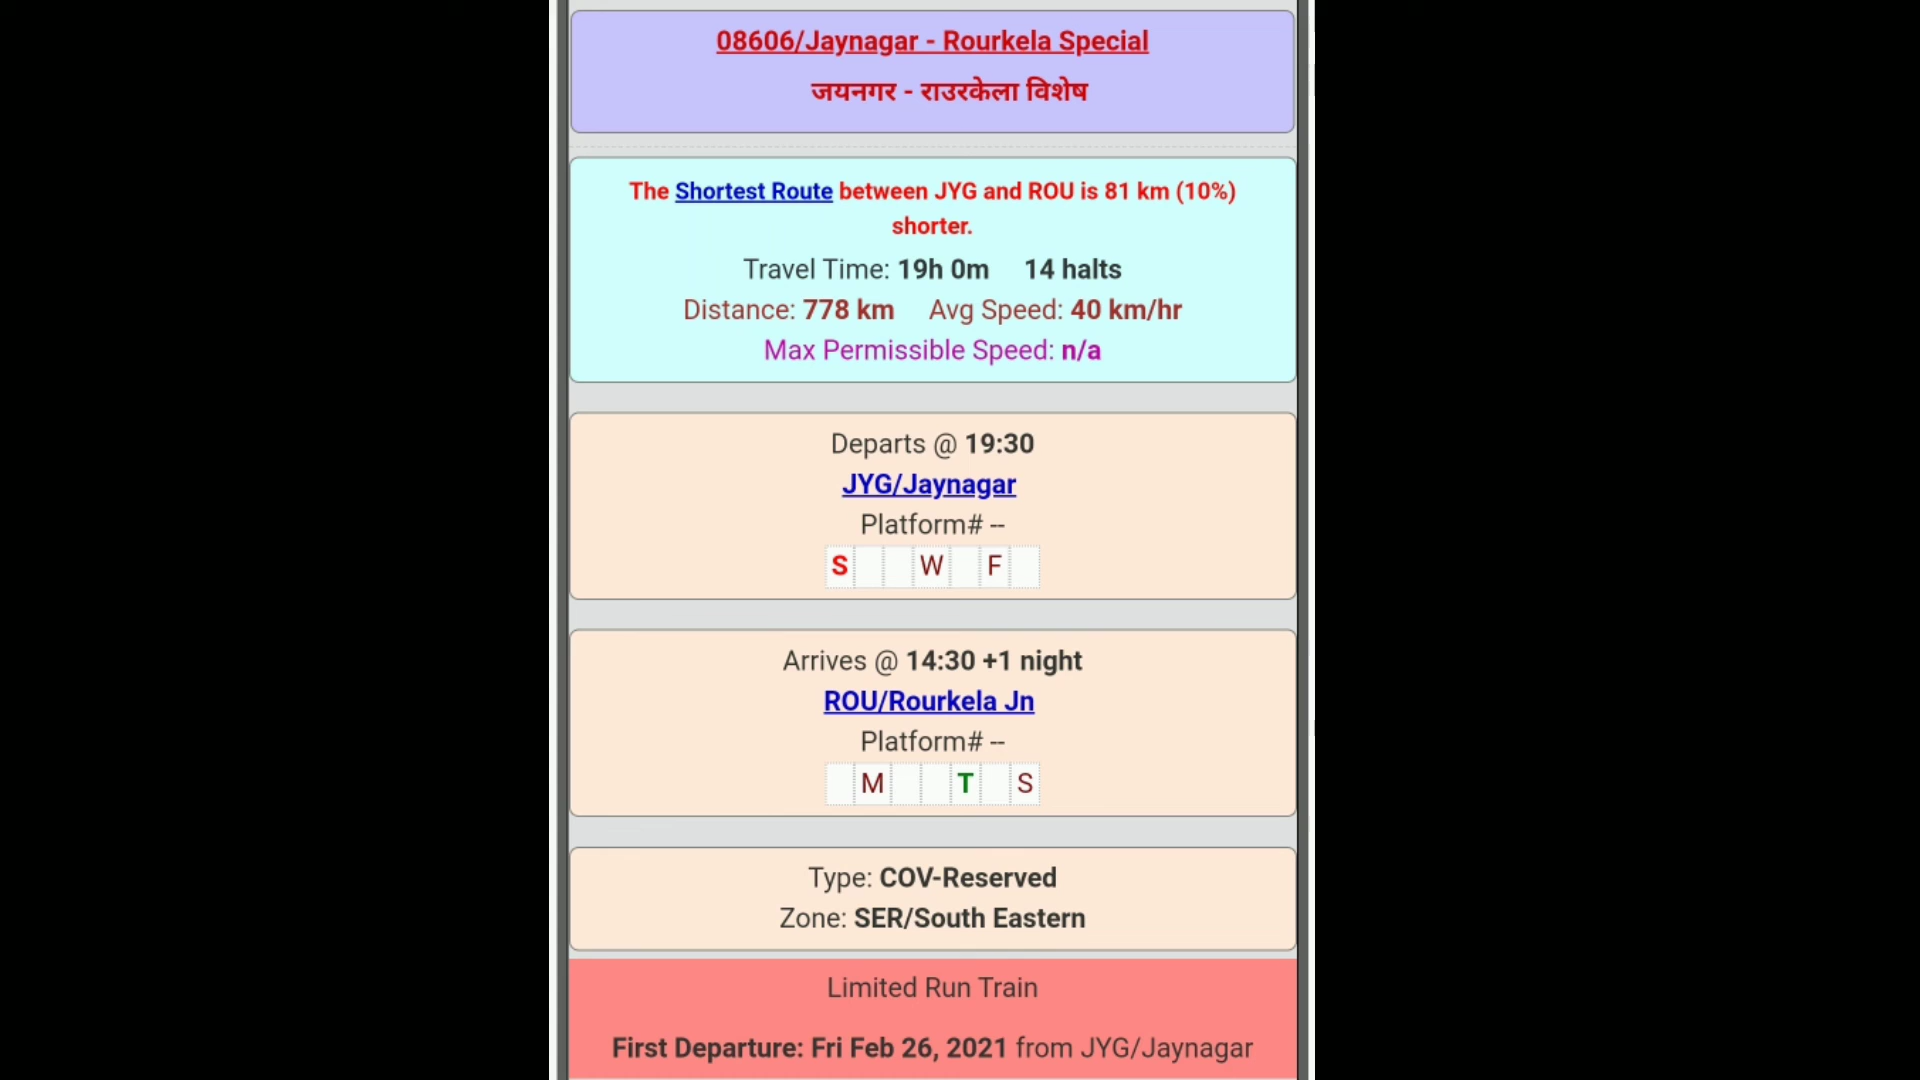 08606/Jaynagar - Rourkela Special
जयनगर - राउरकेला विशेष
The Shortest Route between JYG and ROU is 81 km (10%)
shorter.
Travel Time: 19h 0m 14 halts
Distance: 778 km Avg Speed: 40 km/hr
Max Permissible Speed: n/a
Departs @ 19:30
JYG/Jaynagar
Platform# --
S W F
Arrives @ 14:30 +1 night
ROU/Rourkela Jn
Platform# --
M T S
Type: COV-Reserved
Zone: SER/South Eastern
Limited Run Train
First Departure: Fri Feb 26, 2021 from JYG/Jaynagar